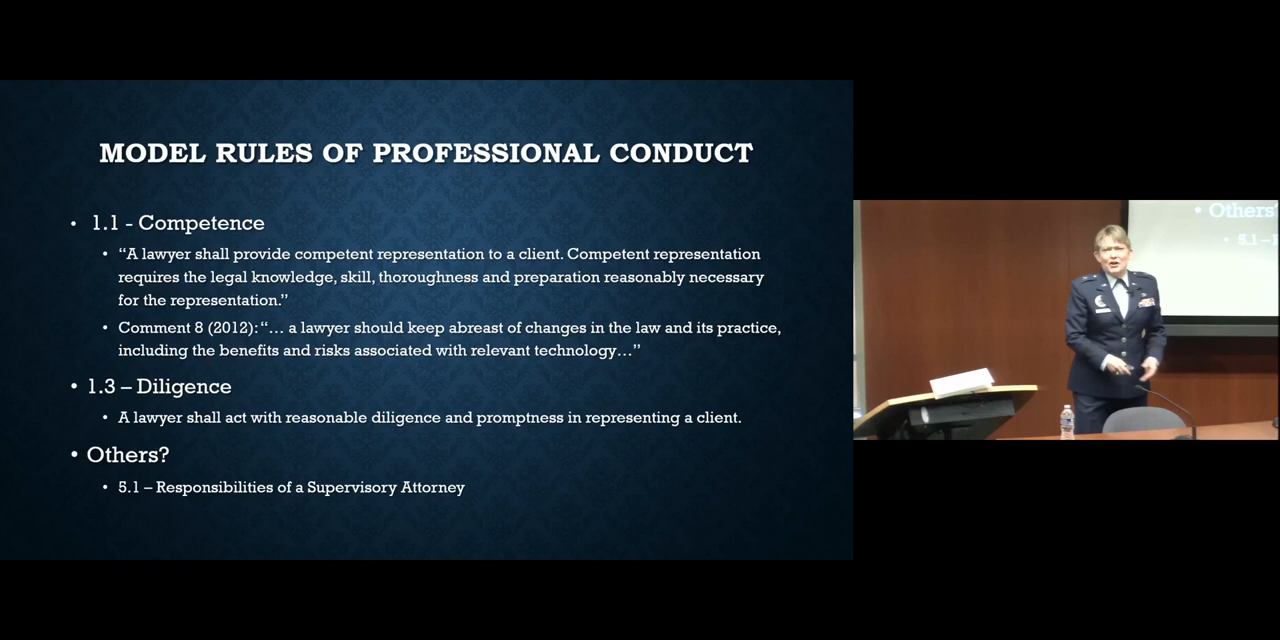 MODEL RULES OF PROFESSIONAL CONDUCT
• 1.1 - Competence
• “A lawyer shall provide competent representation to a client. Competent representation
requires the legal knowledge, skill, thoroughness and preparation reasonably necessary
for the representation.”
• Comment 8 (2012): “… a lawyer should keep abreast of changes in the law and its practice,
including the benefits and risks associated with relevant technology…”
• 1.3 – Diligence
• A lawyer shall act with reasonable diligence and promptness in representing a client.
• Others?
• 5.1 – Responsibilities of a Supervisory Attorney
• Others?
• 5.1 –